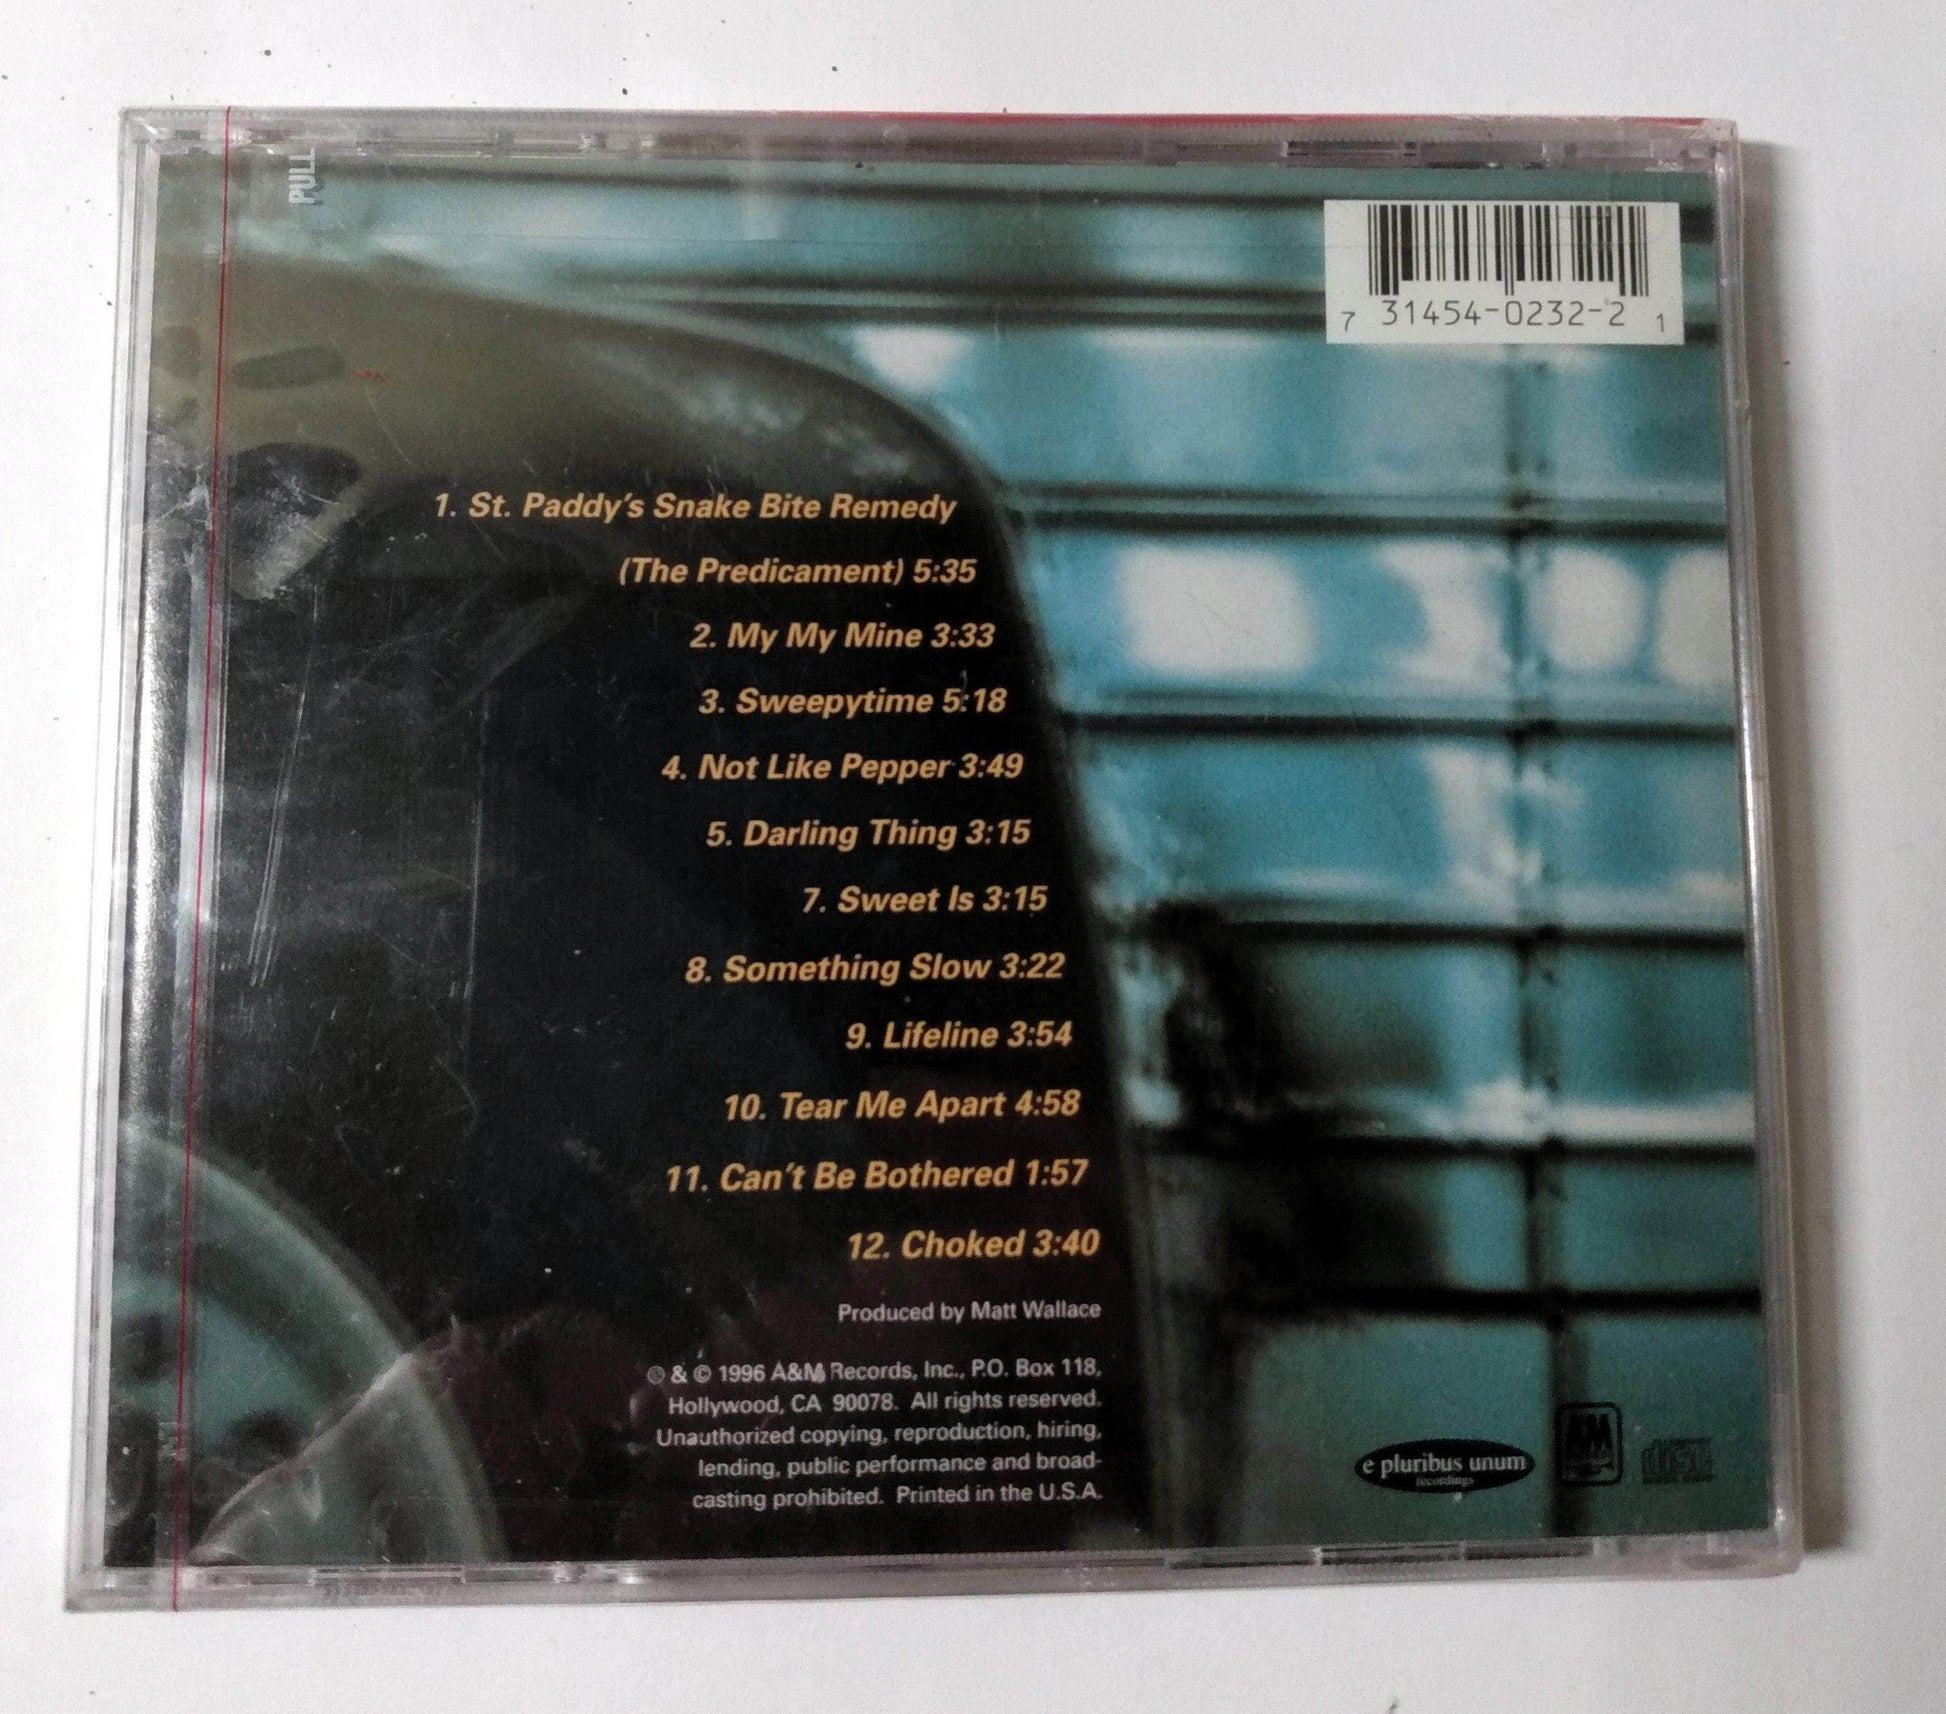 PULL
7 31454-0232-2 1
1. St. Paddy's Snake Bite Remedy
(The Predicament) 5:35
2. My My Mine 3:33
3. Sweepytime 5:18
4. Not Like Pepper 3:49
5. Darling Thing 3:15
7. Sweet Is 3:15
8. Something Slow 3:22
9. Lifeline 3:54
10. Tear Me Apart 4:58
11. Can't Be Bothered 1:57
12. Choked 3:40
Produced by Matt Wallace
℗ & © 1996 A&M Records, Inc., P.O. Box 118,
Hollywood, CA 90078. All rights reserved.
Unauthorized copying, reproduction, hiring,
lending, public performance and broad-
casting prohibited. Printed in the U.S.A.
e pluribus unum
recordings
A&M
disc